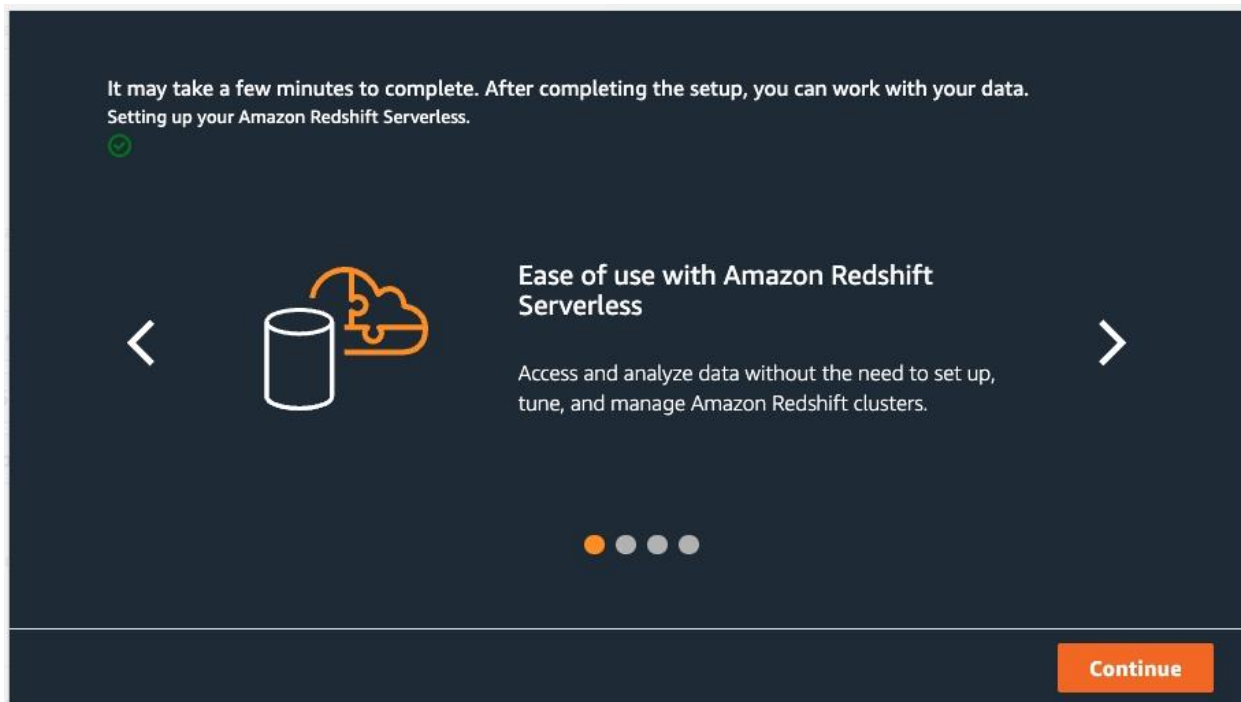 It may take a few minutes to complete. After completing the setup, you can work with your data.
Setting up your Amazon Redshift Serverless.
Ease of use with Amazon Redshift
Serverless
Access and analyze data without the need to set up,
tune, and manage Amazon Redshift clusters.
Continue